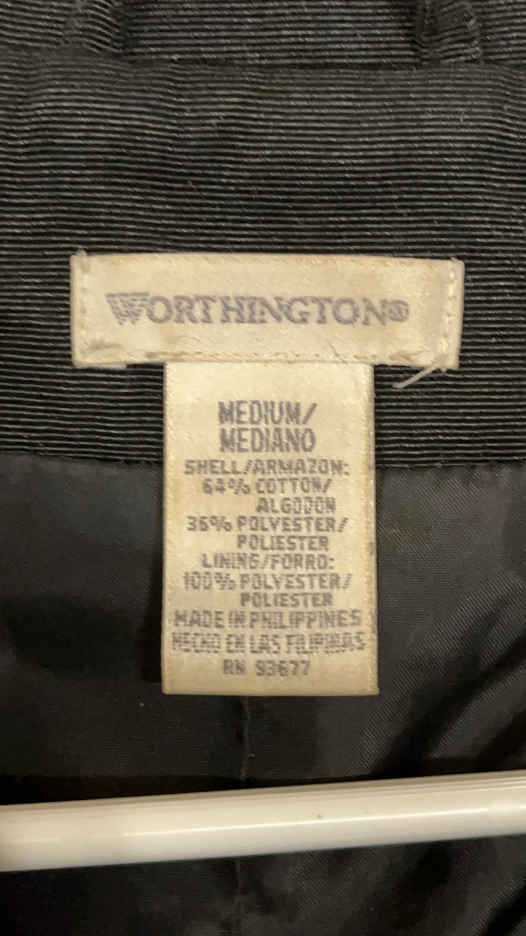 WORTHINGTON®
MEDIUM/
MEDIANO
SHELL/ARMAZON:
64% COTTON/
ALGODON
36% POLYESTER/
POLIESTER
LINING/FORRO:
100% POLYESTER/
POLIESTER
MADE IN PHILIPPINES
HECHO EN LAS FILIPINAS
RN 93677